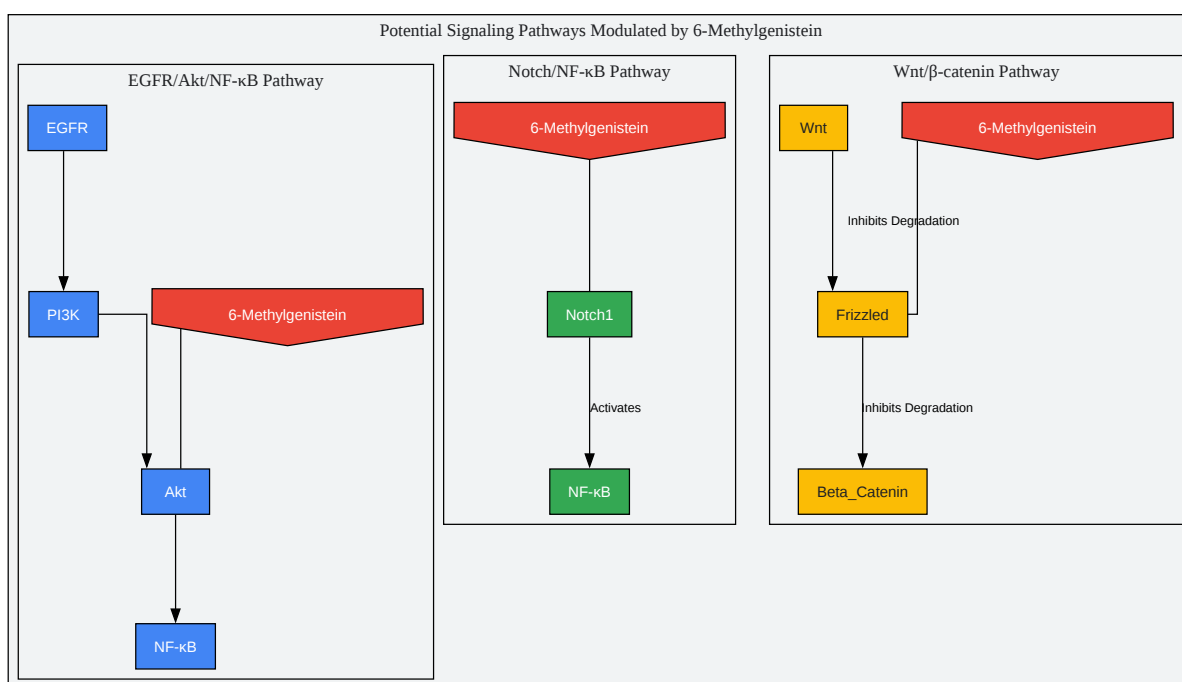 Potential Signaling Pathways Modulated by 6-Methylgenistein
EGFR/Akt/NF-κB Pathway
EGFR
PI3K
6-Methylgenistein
Akt
NF-κB
Notch/NF-κB Pathway
6-Methylgenistein
Notch1
Activates
NF-κB
Wnt/β-catenin Pathway
Wnt
6-Methylgenistein
Inhibits Degradation
Frizzled
Inhibits Degradation
Beta_Catenin